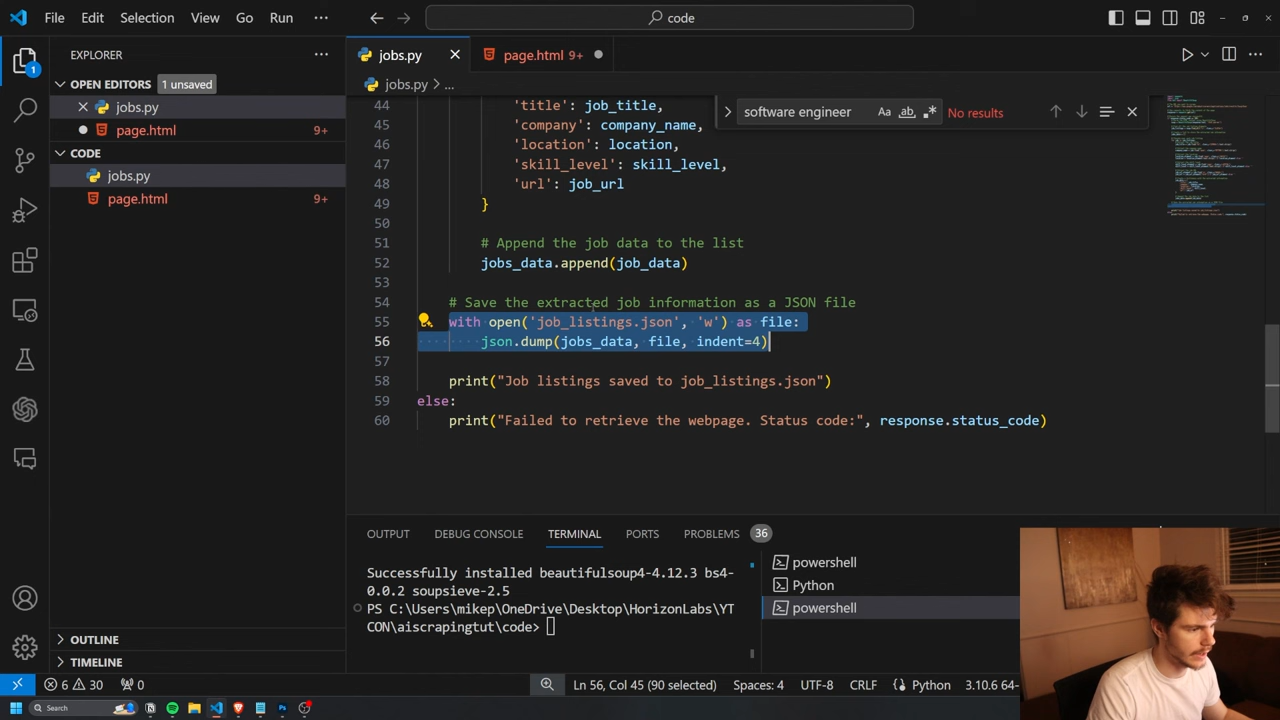 File Edit Selection View Go Run ···
code
EXPLORER ···
OPEN EDITORS 1 unsaved
jobs.py
page.html 9+
CODE
jobs.py
page.html 9+
OUTLINE
TIMELINE
1
jobs.py page.html 9+
jobs.py > ...
software engineer Aa ab .* No results
44 'title': job_title,
45 'company': company_name,
46 'location': location,
47 'skill_level': skill_level,
48 'url': job_url
49 }
50
51 # Append the job data to the list
52 jobs_data.append(job_data)
53
54 # Save the extracted job information as a JSON file
55 with open('job_listings.json', 'w') as file:
56 json.dump(jobs_data, file, indent=4)
57
58 print("Job listings saved to job_listings.json")
59 else:
60 print("Failed to retrieve the webpage. Status code:", response.status_code)
OUTPUT DEBUG CONSOLE TERMINAL PORTS PROBLEMS 36
Successfully installed beautifulsoup4-4.12.3 bs4-
0.0.2 soupsieve-2.5
PS C:\Users\mikep\OneDrive\Desktop\HorizonLabs\YT
CON\aiscrapingtut\code>
powershell
Python
powershell
6 30 0 Ln 56, Col 45 (90 selected) Spaces: 4 UTF-8 CRLF Python 3.10.6 64-
Search